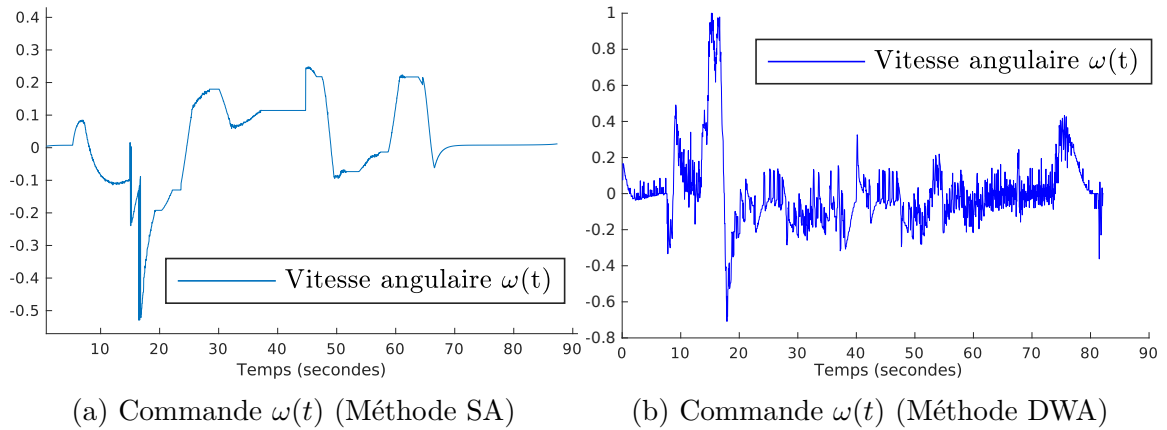 0.4
0.3
0.2
0.1
0
-0.1
-0.2
-0.3
-0.4
-0.5
Vitesse angulaire ω(t)
10 20 30 40 50 60 70 80 90
Temps (secondes)
(a) Commande ω(t) (Méthode SA)
1
0.8
0.6
0.4
0.2
0
-0.2
-0.4
-0.6
-0.8
Vitesse angulaire ω(t)
0 10 20 30 40 50 60 70 80 90
Temps (secondes)
(b) Commande ω(t) (Méthode DWA)